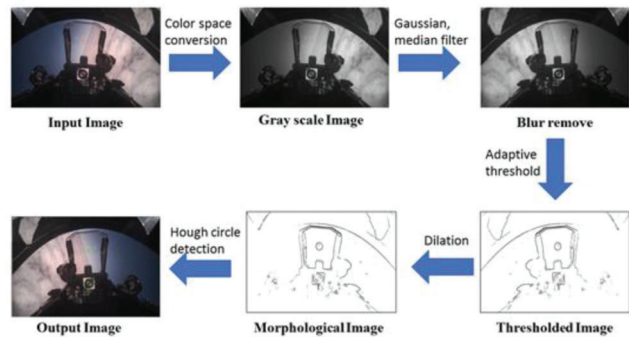 Color space
conversion
Gaussian,
median filter
Input Image
Gray scale Image
Blur remove
Adaptive
threshold
Hough circle
detection
Dilation
Output Image
Morphological Image
Thresholded Image